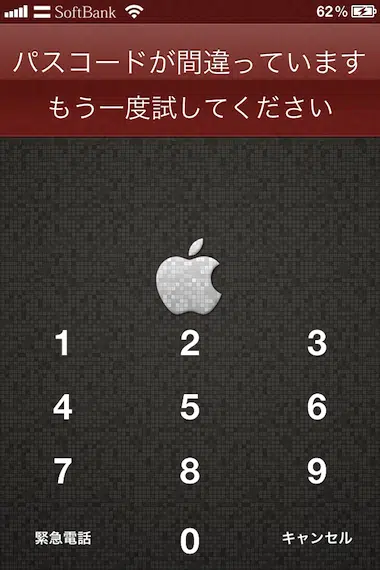 SoftBank 62%
パスコードが間違っています
もう一度試してください
1 2 3
4 5 6
7 8 9
緊急電話 0 キャンセル